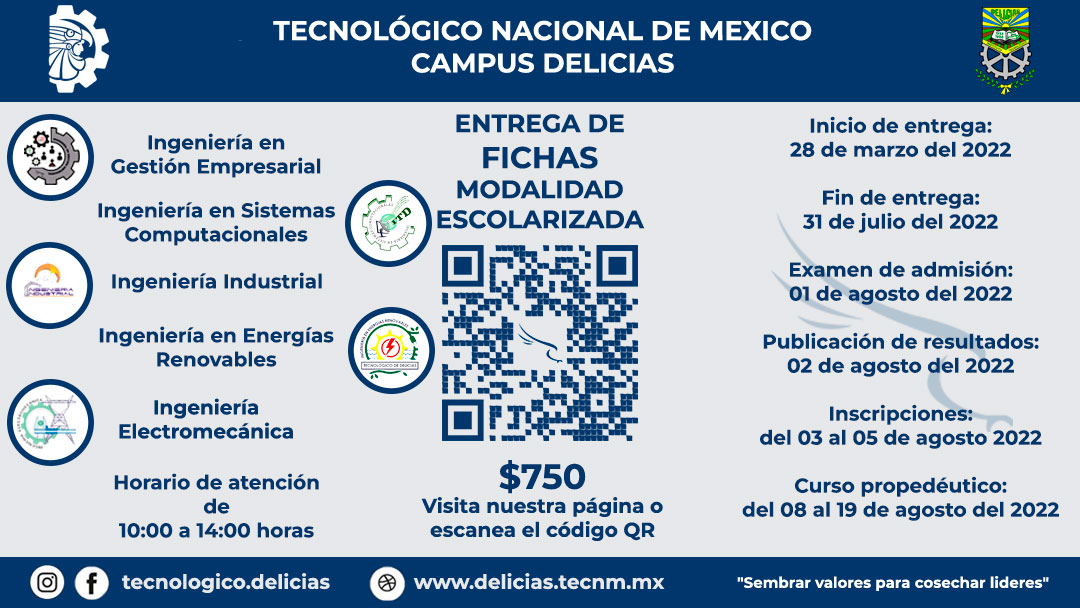 TECNOLÓGICO NACIONAL DE MEXICO
CAMPUS DELICIAS
DELICIAS
Ingeniería en
Gestión Empresarial
Ingeniería en Sistemas
Computacionales
Ingeniería Industrial
INGENIERIA
INDUSTRIAL
Ingeniería en Energías
Renovables
INGENIERÍA EN ENERGÍAS RENOVABLES
TECNOLÓGICO DE DELICIAS
Ingeniería
Electromecánica
Horario de atención
de
10:00 a 14:00 horas
ENTREGA DE
FICHAS
MODALIDAD
ESCOLARIZADA
$750
Visita nuestra página o
escanea el código QR
Inicio de entrega:
28 de marzo del 2022
Fin de entrega:
31 de julio del 2022
Examen de admisión:
01 de agosto del 2022
Publicación de resultados:
02 de agosto del 2022
Inscripciones:
del 03 al 05 de agosto 2022
Curso propedéutico:
del 08 al 19 de agosto del 2022
tecnologico.delicias
www.delicias.tecnm.mx
"Sembrar valores para cosechar lideres"